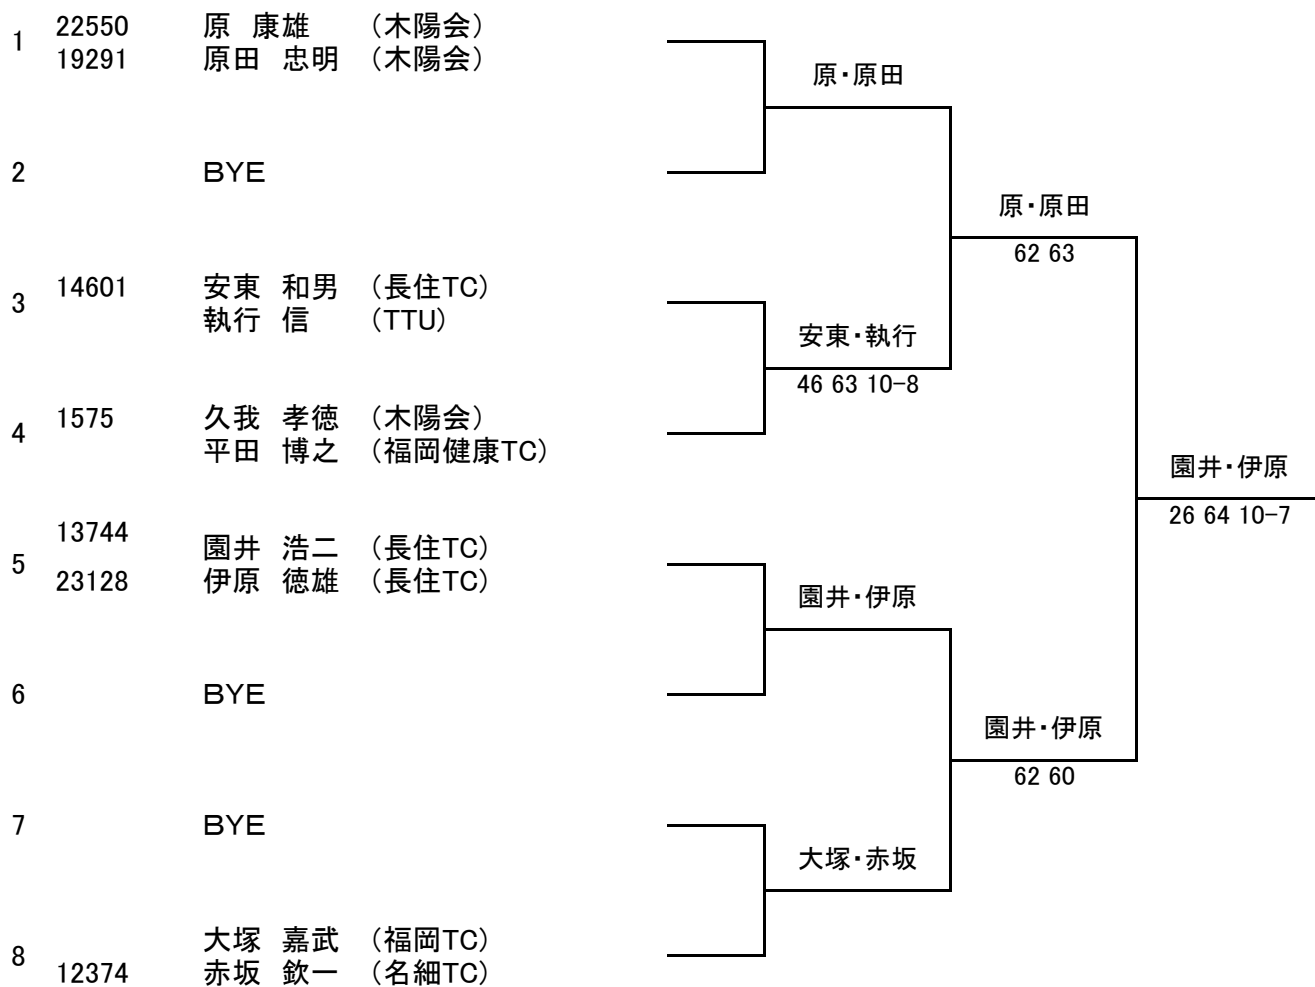 1 22550 原 康雄 （木陽会）
19291 原田 忠明 （木陽会）
原・原田
2 BYE
原・原田
62 63
3 14601 安東 和男 （長住TC）
執行 信 （TTU）
安東・執行
46 63 10-8
4 1575 久我 孝徳 （木陽会）
平田 博之 （福岡健康TC）
園井・伊原
26 64 10-7
5 13744 園井 浩二 （長住TC）
23128 伊原 徳雄 （長住TC）
園井・伊原
6 BYE
園井・伊原
62 60
7 BYE
大塚・赤坂
8 大塚 嘉武 （福岡TC）
12374 赤坂 欽一 （名細TC）